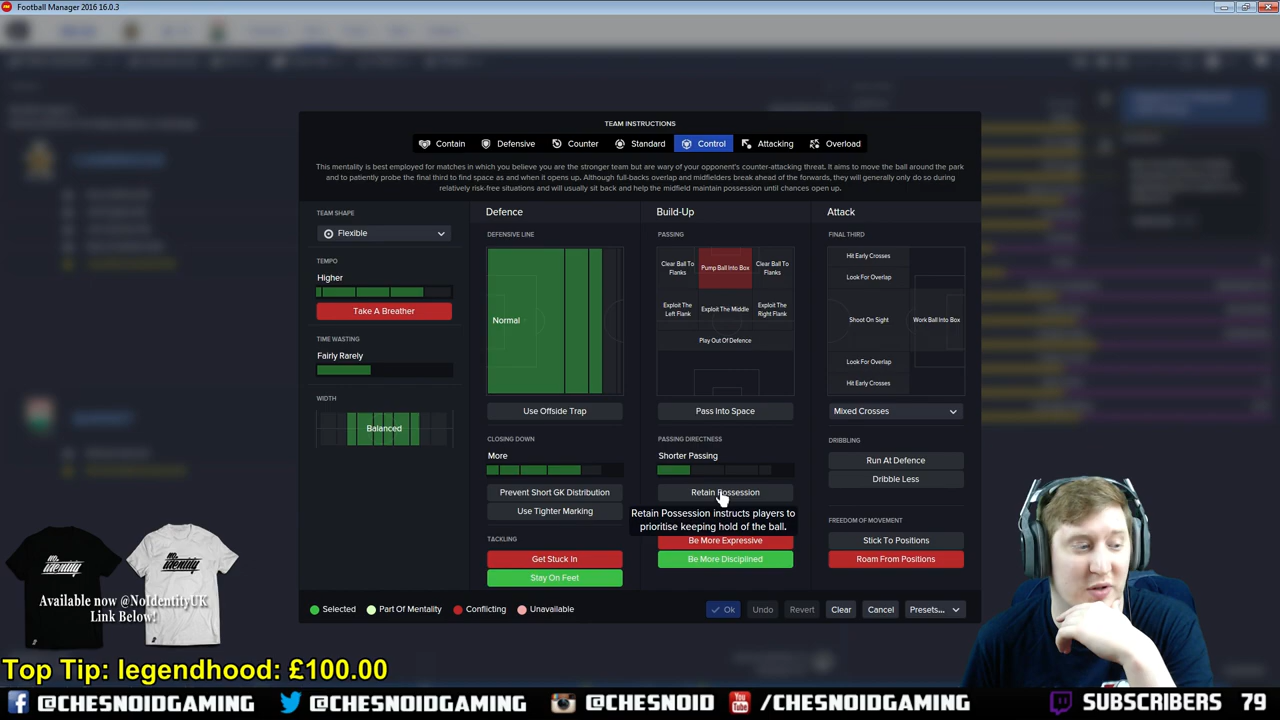 Football Manager 2016 16.0.3
TEAM INSTRUCTIONS
Contain
Defensive
Counter
Standard
Control
Attacking
Overload
This mentality is best employed for matches in which you believe you are the stronger team but are wary of your opponent's counter-attacking threat. It aims to move the ball around the park
and to patiently probe the final third to find space as and when it opens up. Although full-backs overlap and midfielders break ahead of the forwards, they will generally only do so during
relatively risk-free situations and will usually sit back and help the midfield maintain possession until chances open up.
TEAM SHAPE
Flexible
TEMPO
Higher
Take A Breather
TIME WASTING
Fairly Rarely
WIDTH
Balanced
Defence
DEFENSIVE LINE
Normal
Use Offside Trap
CLOSING DOWN
More
Prevent Short GK Distribution
Use Tighter Marking
TACKLING
Get Stuck In
Stay On Feet
Build-Up
PASSING
Clear Ball To
Flanks
Pump Ball Into Box
Clear Ball To
Flanks
Exploit The
Left Flank
Exploit The Middle
Exploit The
Right Flank
Play Out Of Defence
Pass Into Space
PASSING DIRECTNESS
Shorter Passing
Retain Possession
Retain Possession instructs players to
prioritise keeping hold of the ball.
Be More Expressive
Be More Disciplined
Attack
FINAL THIRD
Hit Early Crosses
Look For Overlap
Shoot On Sight
Work Ball Into Box
Look For Overlap
Hit Early Crosses
Mixed Crosses
DRIBBLING
Run At Defence
Dribble Less
FREEDOM OF MOVEMENT
Stick To Positions
Roam From Positions
Selected
Part Of Mentality
Conflicting
Unavailable
Ok
Undo
Revert
Clear
Cancel
Presets...
Available now @NoIdentityUK
Link Below!
Top Tip: legendhood: £100.00
@CHESNOIDGAMING
@CHESNOIDGAMING
@CHESNOID
/CHESNOIDGAMING
SUBSCRIBERS 79